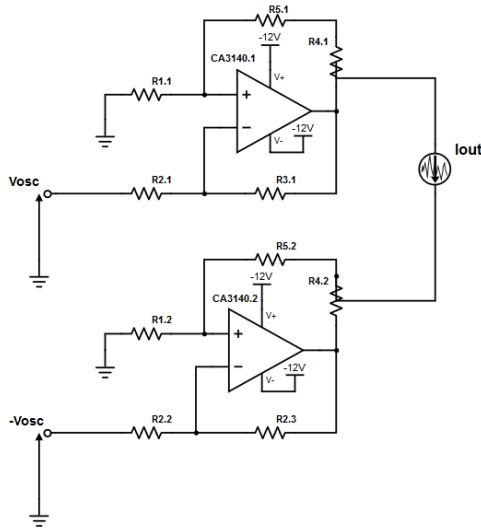 R5.1
-12V
R4.1
CA3140.1
V+
R1.1
+
−
-12V
V-
Iout
Vosc
R2.1
R3.1
R5.2
-12V
R4.2
CA3140.2
V+
R1.2
+
−
-12V
V-
-Vosc
R2.2
R2.3